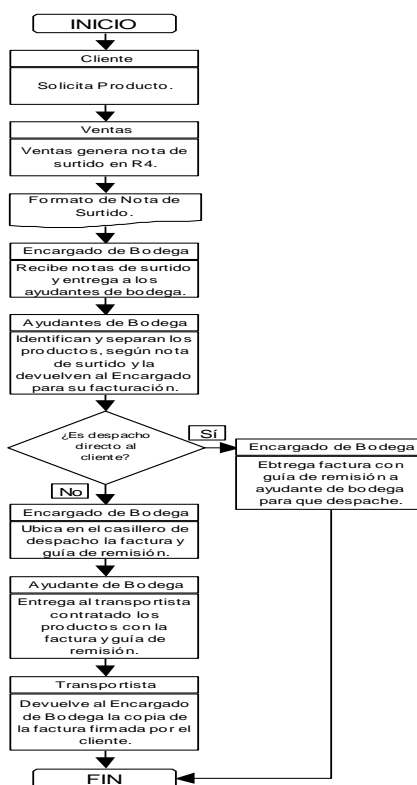 INICIO
Cliente
Solicita Producto.
Ventas
Ventas genera nota de
surtido en R4.
Formato de Nota de
Surtido.
Encargado de Bodega
Recibe notas de surtido
y entrega a los
ayudantes de bodega.
Ayudantes de Bodega
Identifican y separan los
productos, según nota
de surtido y la
devuelven al Encargado
para su facturación.
¿Es despacho
directo al
cliente?
Sí
Encargado de Bodega
Ebtrega factura con
guía de remisión a
ayudante de bodega
para que despache.
No
Encargado de Bodega
Ubica en el casillero de
despacho la factura y
guía de remisión.
Ayudante de Bodega
Entrega al transportista
contratado los
productos con la
factura y guía de
remisión.
Transportista
Devuelve al Encargado
de Bodega la copia de
la factura firmada por el
cliente.
FIN